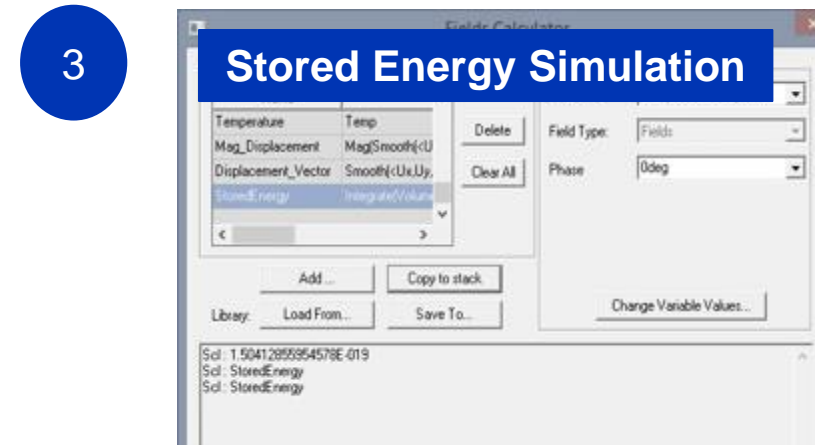 3
Fields Calculator
Stored Energy Simulation
Temperature Temp
Mag_Displacement Mag(Smooth(<U
Displacement_Vector Smooth(<Ux,Uy,
StoredEnergy Integrate(Volume
Delete
Clear All
Field Type: Fields
Phase 0deg
Add... Copy to stack
Library: Load From... Save To...
Change Variable Values...
Scl : 1.50412855954578E-019
Scl : StoredEnergy
Scl : StoredEnergy